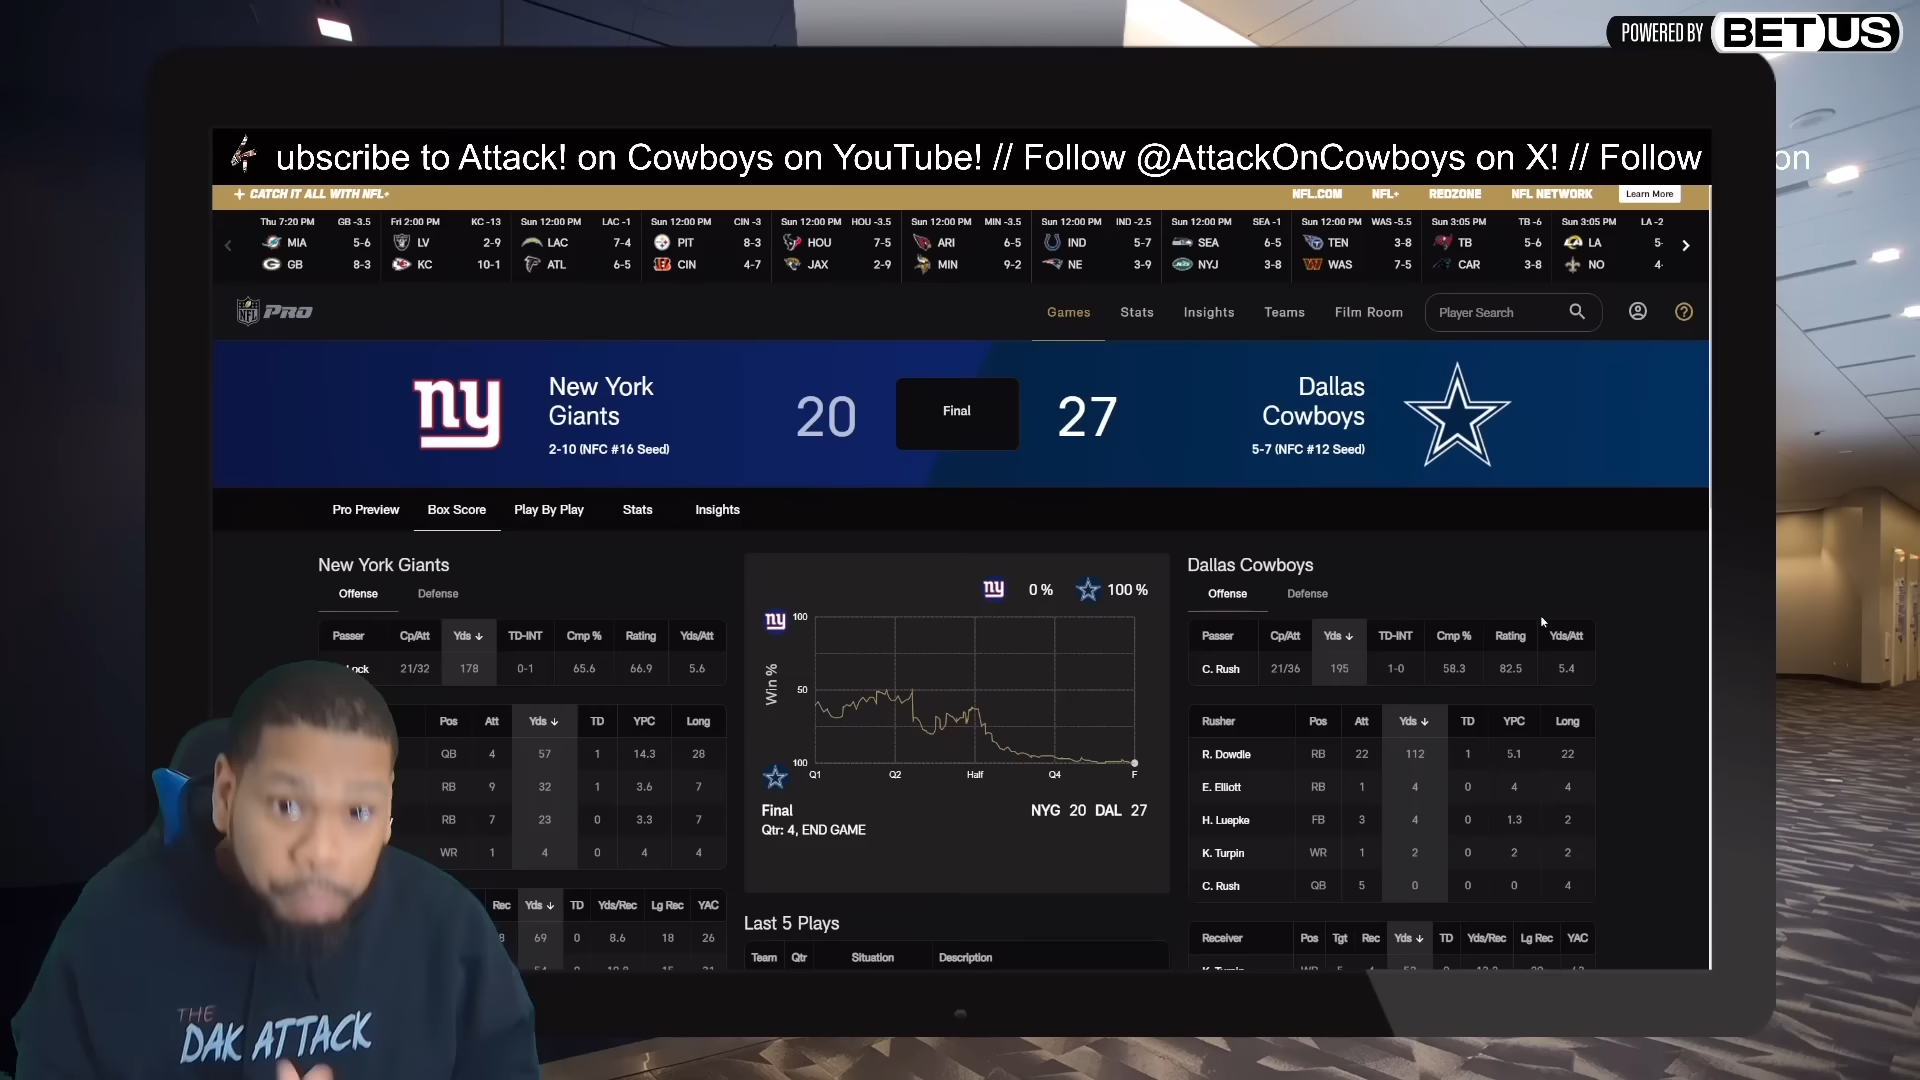 POWERED BY BET US
ubscribe to Attack! on Cowboys on YouTube! // Follow @AttackOnCowboys on X! // Follow on
+ CATCH IT ALL WITH NFL+
NFL.COM NFL+ REDZONE NFL NETWORK Learn More
Thu 7:20 PM GB -3.5 Fri 2:00 PM KC -13 Sun 12:00 PM LAC -1 Sun 12:00 PM CIN -3 Sun 12:00 PM HOU -3.5 Sun 12:00 PM MIN -3.5 Sun 12:00 PM IND -2.5 Sun 12:00 PM SEA -1 Sun 12:00 PM WAS -5.5 Sun 3:05 PM TB -6 Sun 3:05 PM LA -2
MIA 5-6 LV 2-9 LAC 7-4 PIT 8-3 HOU 7-5 ARI 6-5 IND 5-7 SEA 6-5 TEN 3-8 TB 5-6 LA 5-
GB 8-3 KC 10-1 ATL 6-5 CIN 4-7 JAX 2-9 MIN 9-2 NE 3-9 NYJ 3-8 WAS 7-5 CAR 3-8 NO 4-
NFL PRO Games Stats Insights Teams Film Room Player Search ?
ny New York Giants 20 Final 27 Dallas Cowboys
2-10 (NFC #16 Seed) 5-7 (NFC #12 Seed)
Pro Preview Box Score Play By Play Stats Insights
New York Giants
Offense Defense
Passer Cp/Att Yds TD-INT Cmp % Rating Yds/Att
ock 21/32 178 0-1 65.6 66.9 5.6
Pos Att Yds TD YPC Long
QB 4 57 1 14.3 28
RB 9 32 1 3.6 7
RB 7 23 0 3.3 7
WR 1 4 0 4 4
Rec Yds TD Yds/Rec Lg Rec YAC
8 69 0 8.6 18 26
ny 0 % 100 %
ny 100
Win %
50
100
Q1 Q2 Half Q4 F
Final NYG 20 DAL 27
Qtr: 4, END GAME
Last 5 Plays
Team Qtr Situation Description
Dallas Cowboys
Offense Defense
Passer Cp/Att Yds TD-INT Cmp % Rating Yds/Att
C. Rush 21/36 195 1-0 58.3 82.5 5.4
Rusher Pos Att Yds TD YPC Long
R. Dowdle RB 22 112 1 5.1 22
E. Elliott RB 1 4 0 4 4
H. Luepke FB 3 4 0 1.3 2
K. Turpin WR 1 2 0 2 2
C. Rush QB 5 0 0 0 4
Receiver Pos Tgt Rec Yds TD Yds/Rec Lg Rec YAC
THE
DAK ATTACK